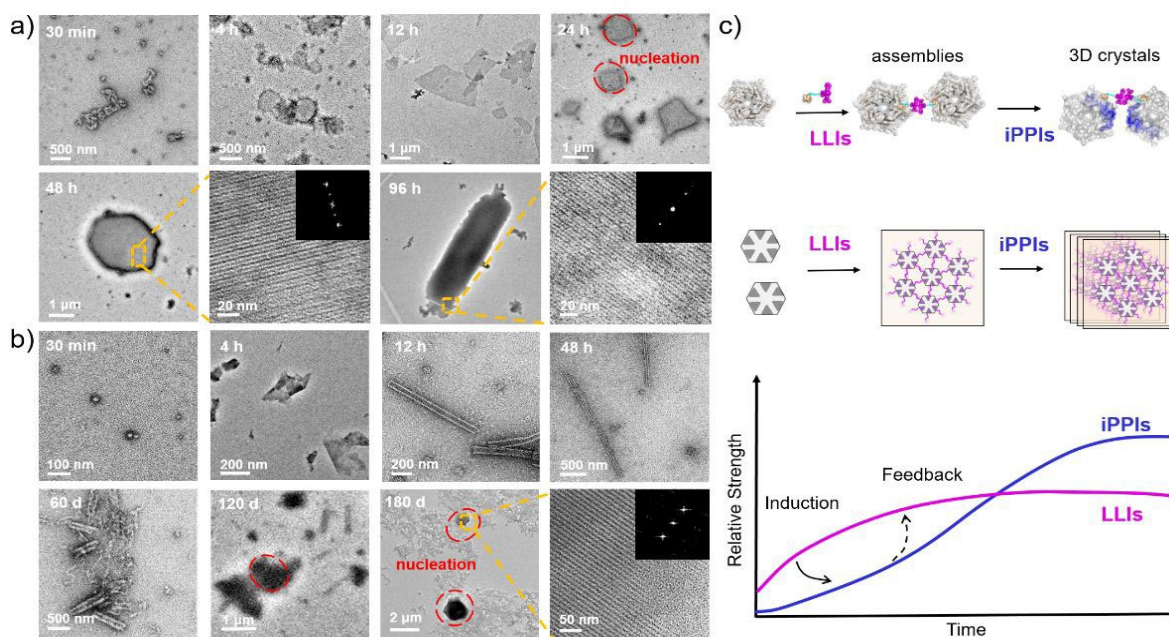 a)
30 min
500 nm
4 h
500 nm
12 h
1 µm
24 h
nucleation
1 µm
48 h
1 µm
20 nm
96 h
1 µm
20 nm
b)
30 min
100 nm
4 h
200 nm
12 h
200 nm
48 h
500 nm
60 d
500 nm
120 d
1 µm
180 d
nucleation
2 µm
50 nm
c)
assemblies
3D crystals
LLIs
iPPIs
LLIs
iPPIs
Relative Strength
iPPIs
Feedback
Induction
LLIs
Time